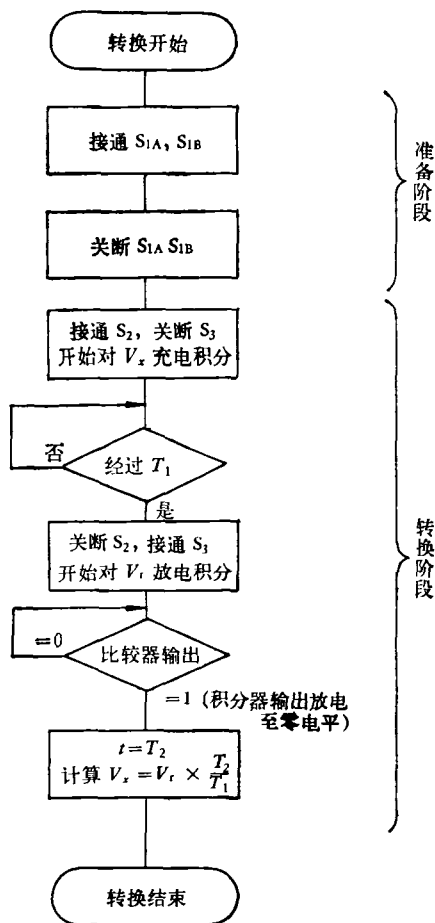 转换开始
接通 S1A, S1B
关断 S1A S1B
准备阶段
接通 S2, 关断 S3
开始对 Vx 充电积分
否
经过 T1
是
关断 S2, 接通 S3
开始对 Vr 放电积分
=0
比较器输出
=1 (积分器输出放电
至零电平)
t=T2
计算 Vx=Vr × T2/T1
转换阶段
转换结束